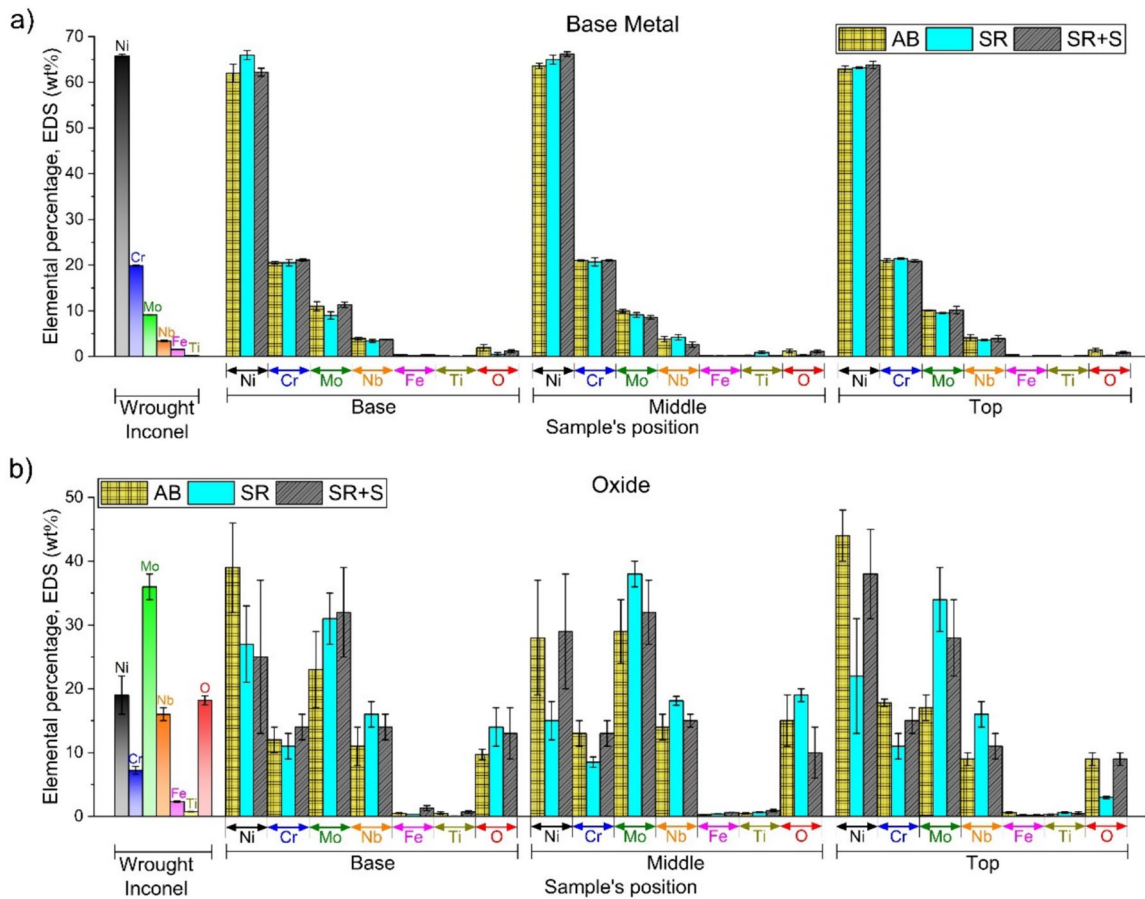 a)
Base Metal
AB SR SR+S
Elemental percentage, EDS (wt%)
70
60
50
40
30
20
10
0
Ni
Cr
Mo
Nb
Fe
Ti
Ni Cr Mo Nb Fe Ti O Ni Cr Mo Nb Fe Ti O Ni Cr Mo Nb Fe Ti O
Wrought Inconel
Base Middle Top
Sample's position
b)
Oxide
AB SR SR+S
Elemental percentage, EDS (wt%)
50
40
30
20
10
0
Ni
Cr
Mo
Nb
Fe
Ti
O
Ni Cr Mo Nb Fe Ti O Ni Cr Mo Nb Fe Ti O Ni Cr Mo Nb Fe Ti O
Wrought Inconel
Base Middle Top
Sample's position